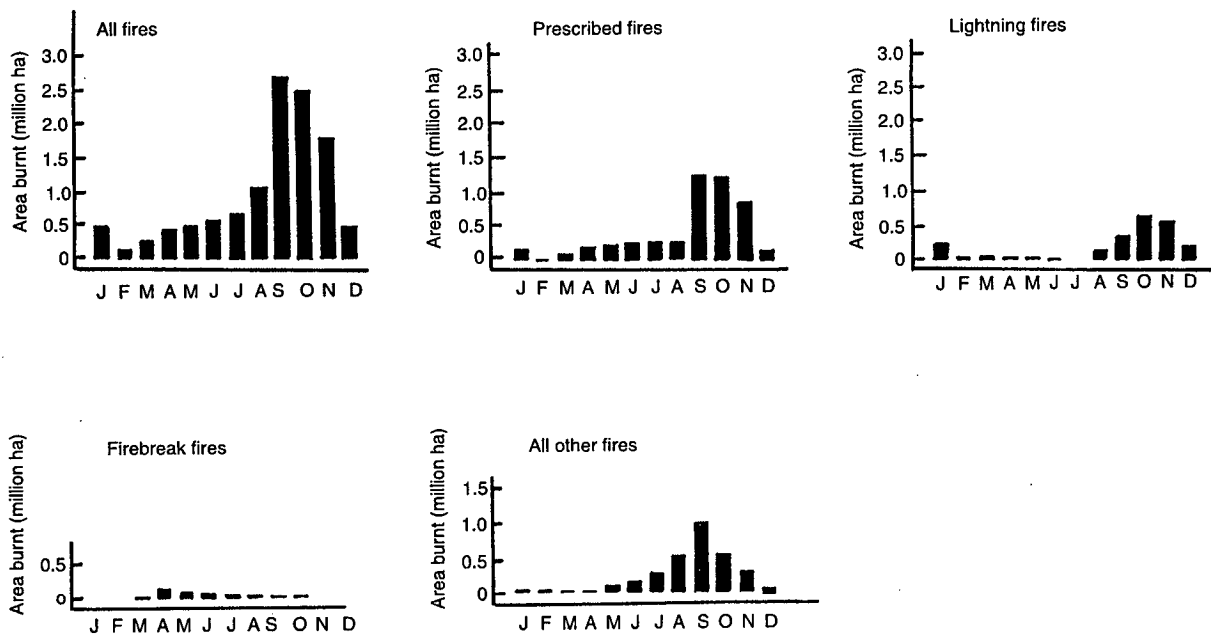 All fires
Area burnt (million ha)
3.0
2.5
2.0
1.5
1.0
0.5
0
J F M A M J J A S O N D
Prescribed fires
Area burnt (million ha)
3.0
2.5
2.0
1.5
1.0
0.5
0
J F M A M J J A S O N D
Lightning fires
Area burnt (million ha)
3.0
2.5
2.0
1.5
1.0
0.5
0
J F M A M J J A S O N D
Firebreak fires
Area burnt (million ha)
0.5
0
J F M A M J J A S O N D
All other fires
Area burnt (million ha)
1.5
1.0
0.5
0
J F M A M J J A S O N D